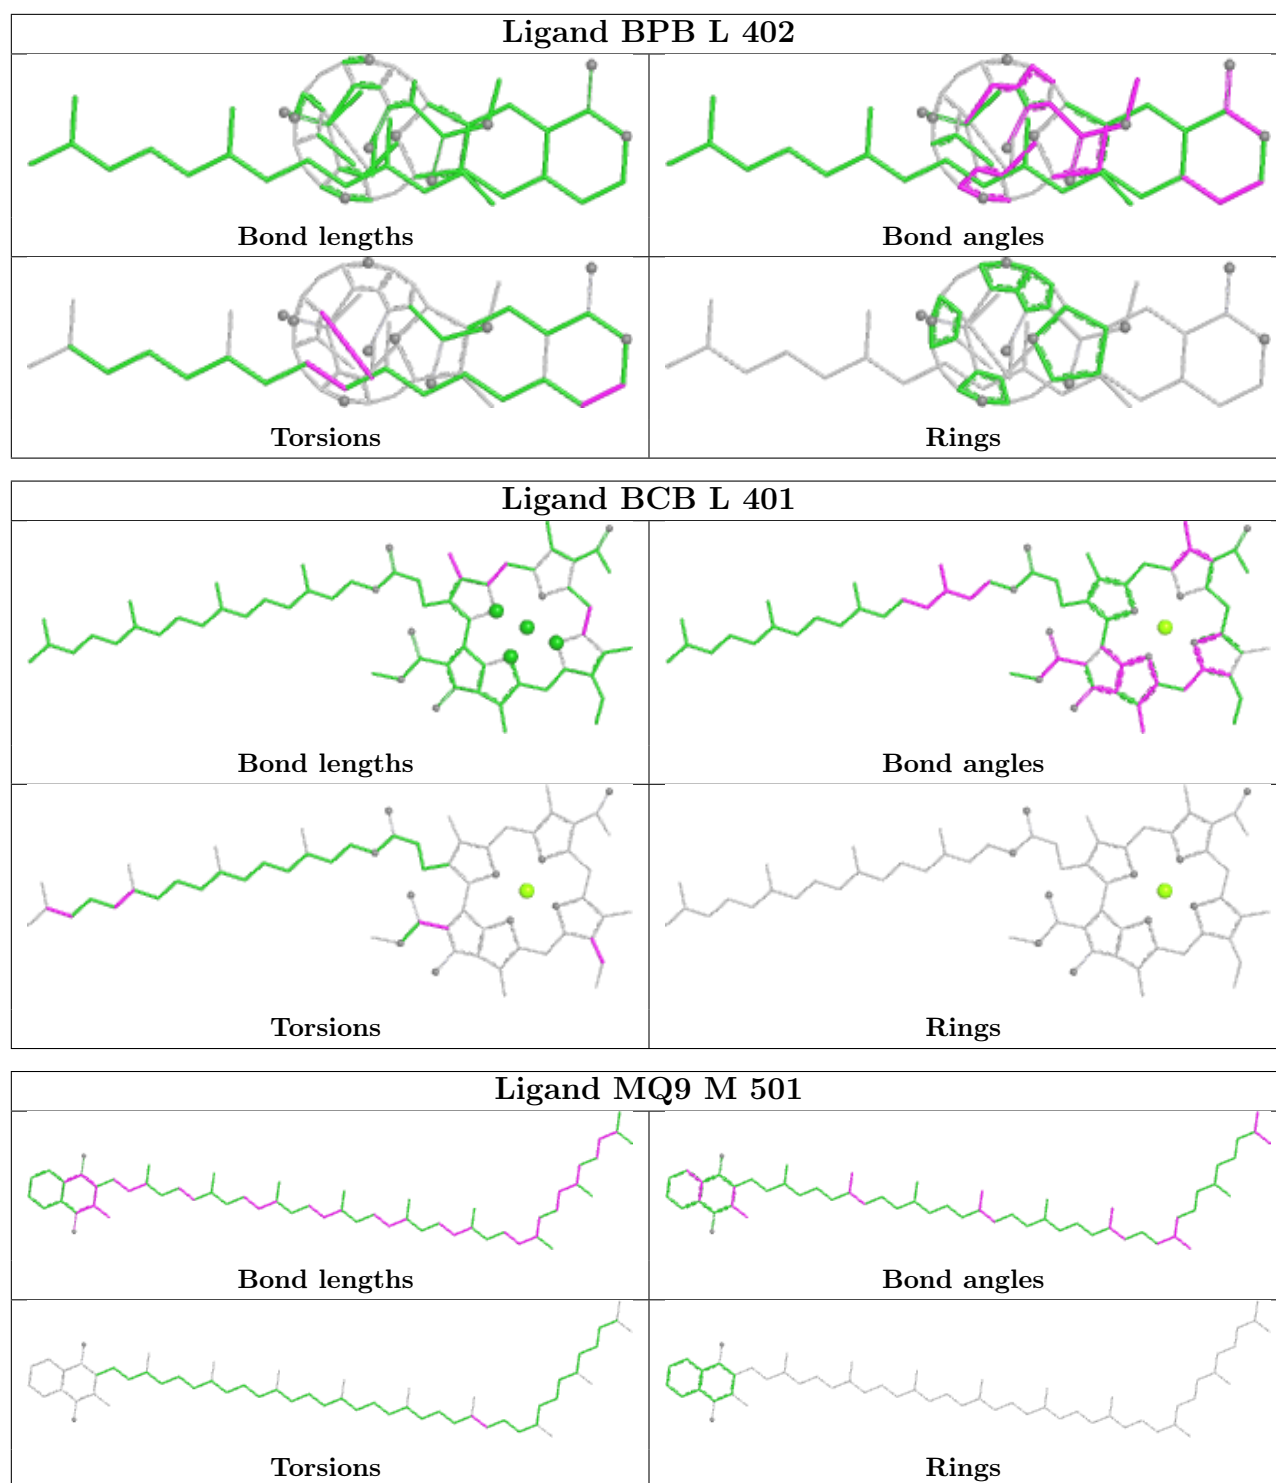 Ligand BPB L 402
Bond lengths
Bond angles
Torsions
Rings
Ligand BCB L 401
Bond lengths
Bond angles
Torsions
Rings
Ligand MQ9 M 501
Bond lengths
Bond angles
Torsions
Rings